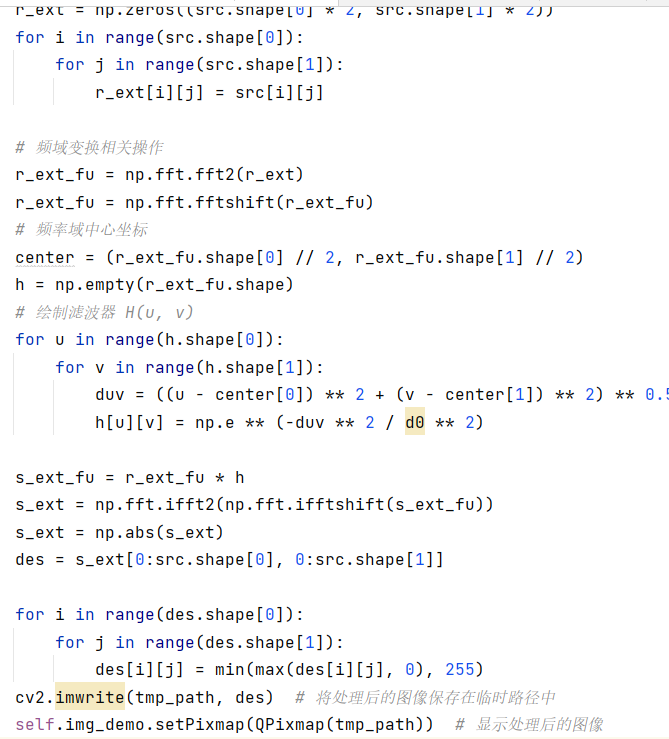 r_ext = np.zeros((src.shape[0] * 2, src.shape[1] * 2))
for i in range(src.shape[0]):
    for j in range(src.shape[1]):
        r_ext[i][j] = src[i][j]

# 频域变换相关操作
r_ext_fu = np.fft.fft2(r_ext)
r_ext_fu = np.fft.fftshift(r_ext_fu)
# 频率域中心坐标
center = (r_ext_fu.shape[0] // 2, r_ext_fu.shape[1] // 2)
h = np.empty(r_ext_fu.shape)
# 绘制滤波器 H(u, v)
for u in range(h.shape[0]):
    for v in range(h.shape[1]):
        duv = ((u - center[0]) ** 2 + (v - center[1]) ** 2) ** 0.5
        h[u][v] = np.e ** (-duv ** 2 / d0 ** 2)

s_ext_fu = r_ext_fu * h
s_ext = np.fft.ifft2(np.fft.ifftshift(s_ext_fu))
s_ext = np.abs(s_ext)
des = s_ext[0:src.shape[0], 0:src.shape[1]]

for i in range(des.shape[0]):
    for j in range(des.shape[1]):
        des[i][j] = min(max(des[i][j], 0), 255)
cv2.imwrite(tmp_path, des)  # 将处理后的图像保存在临时路径中
self.img_demo.setPixmap(QPixmap(tmp_path))  # 显示处理后的图像